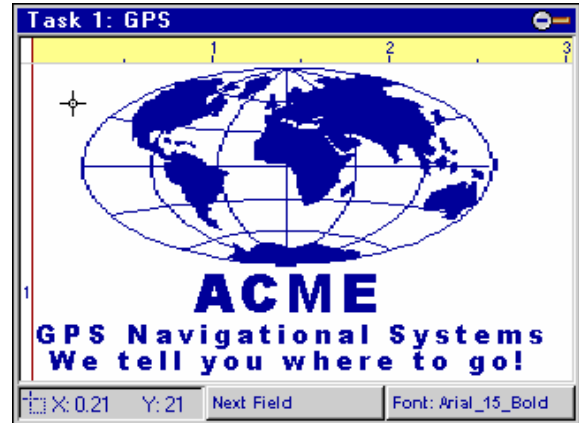 Task 1: GPS
1 2 3
1
ACME
GPS Navigational Systems
We tell you where to go!
X: 0.21 Y: 21 Next Field Font: Arial_15_Bold